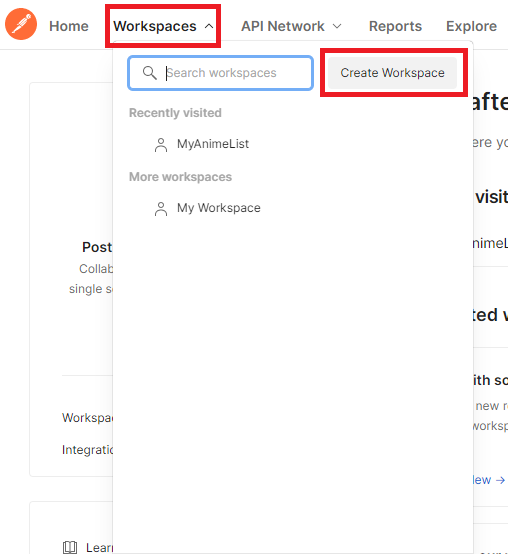 Home Workspaces API Network Reports Explore
Search workspaces Create Workspace
Recently visited
MyAnimeList
More workspaces
My Workspace
Post
Collab
single s
Workspac
Integratio
Learn
afte
ere yo
visit
nimeL
ted w
ith so
new r
worksp
iew →